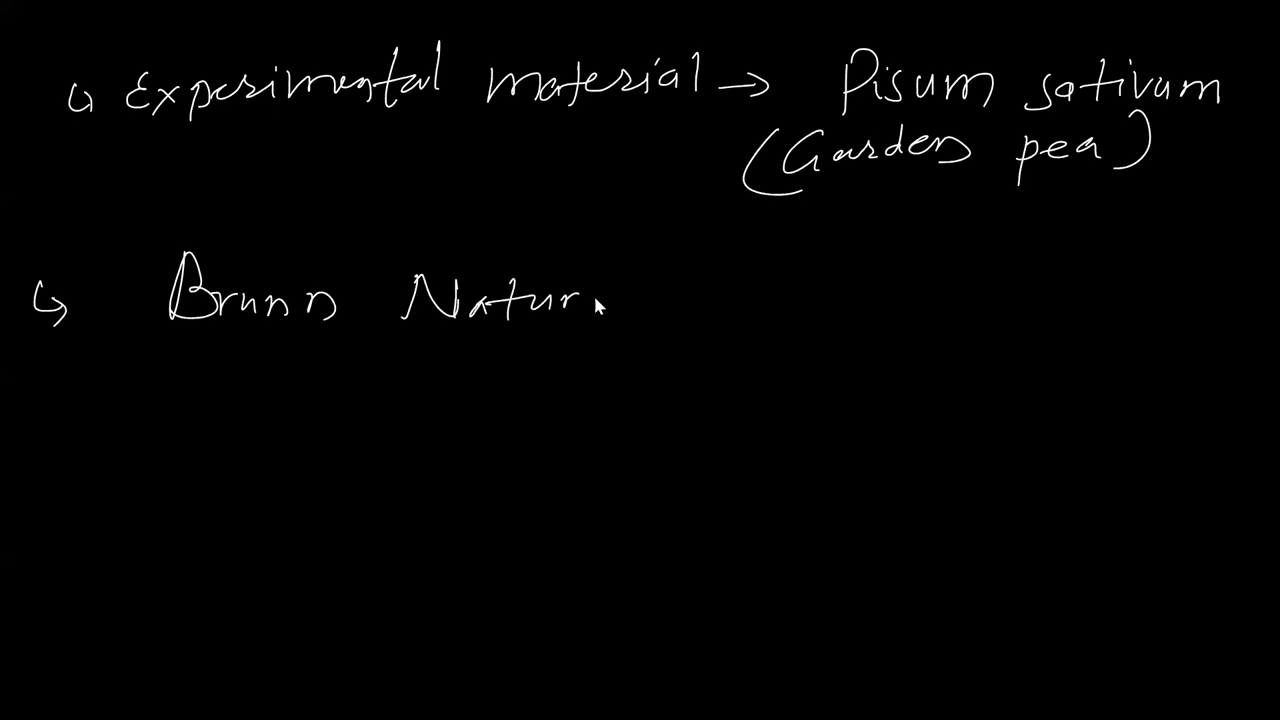 ↳ Experimental material → Pisum sativum
(Garden pea)
↳ Brunn Natur